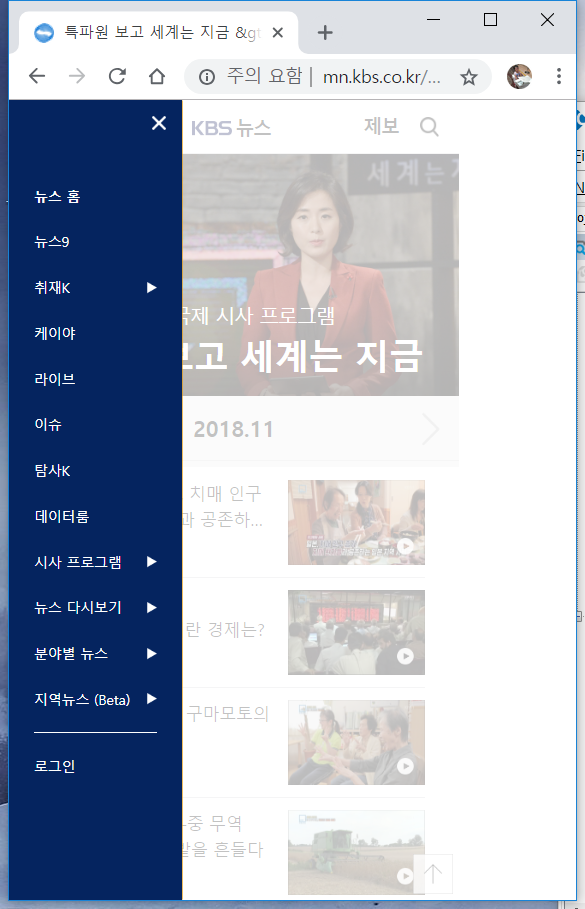 특파원 보고 세계는 지금 &gt
주의 요함 | mn.kbs.co.kr/...
KBS 뉴스
제보
뉴스 홈
뉴스9
취재K
케이야
라이브
이슈
탐사K
데이터룸
시사 프로그램
뉴스 다시보기
분야별 뉴스
지역뉴스 (Beta)
로그인
세계는지
국제 시사 프로그램
보고 세계는 지금
2018.11
치매 인구
과 공존하...
란 경제는?
구마모토의
중 무역
밭을 흔들다